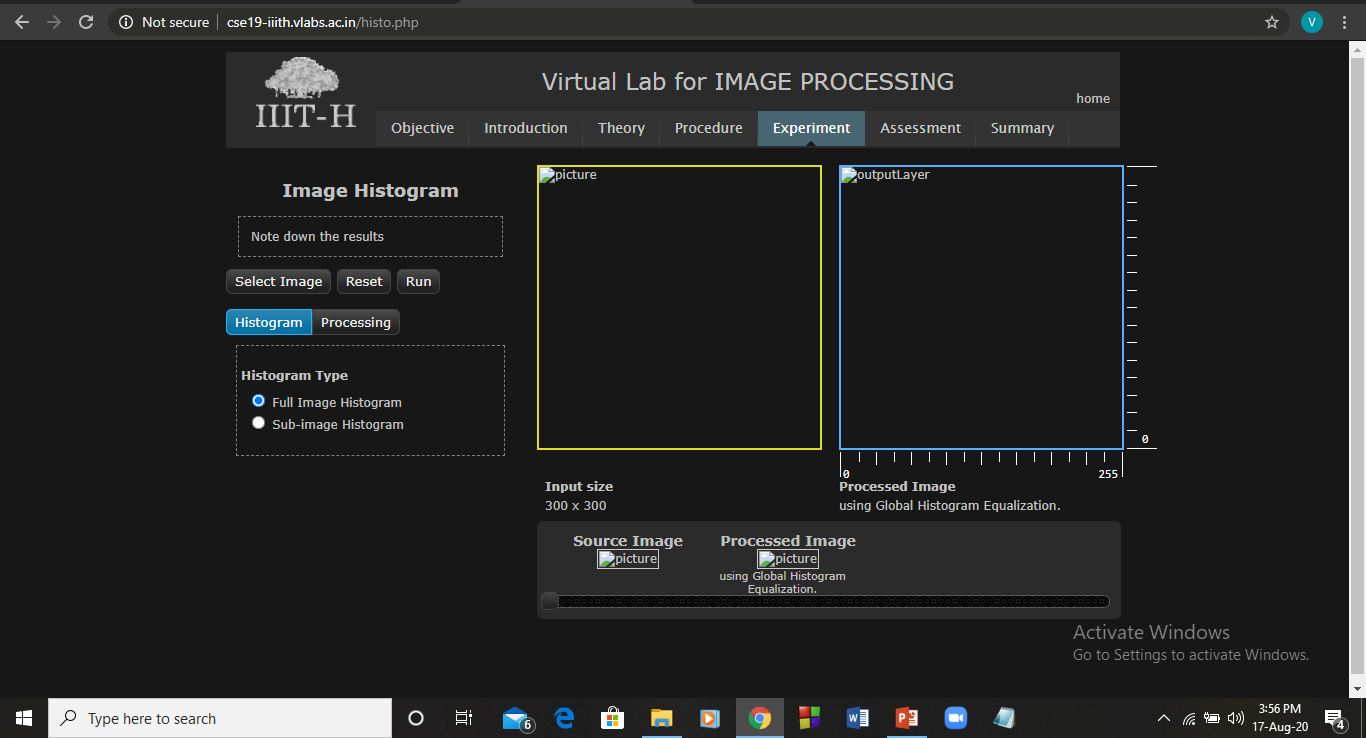 Not secure
cse19-iiith.vlabs.ac.in/histo.php
V
IIIT-H
Virtual Lab for IMAGE PROCESSING
home
Objective
Introduction
Theory
Procedure
Experiment
Assessment
Summary
Image Histogram
Note down the results
Select Image
Reset
Run
Histogram
Processing
Histogram Type
Full Image Histogram
Sub-image Histogram
picture
outputLayer
0
0
255
Input size
300 x 300
Processed Image
using Global Histogram Equalization.
Source Image
picture
Processed Image
picture
using Global Histogram
Equalization.
Activate Windows
Go to Settings to activate Windows.
Type here to search
6
3:56 PM
17-Aug-20
4